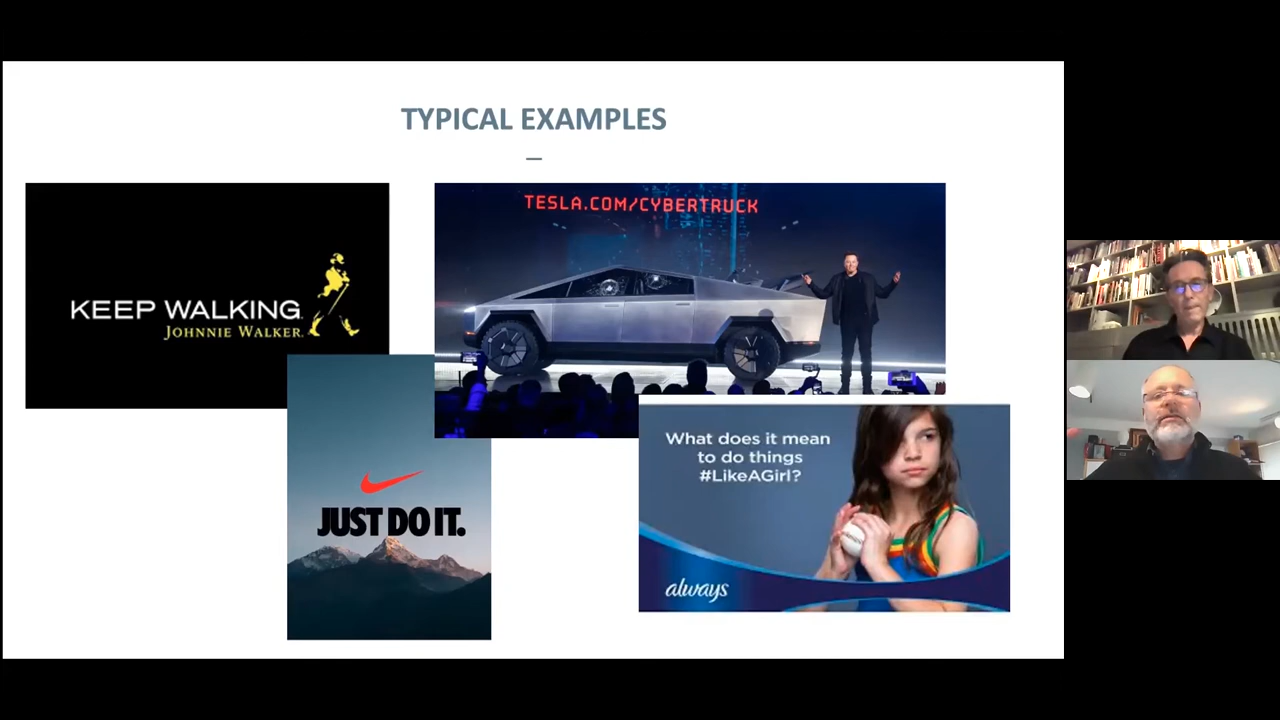 TYPICAL EXAMPLES
KEEP WALKING.
JOHNNIE WALKER.
TESLA.COM/CYBERTRUCK
JUST DO IT.
What does it mean
to do things
#LikeAGirl?
always